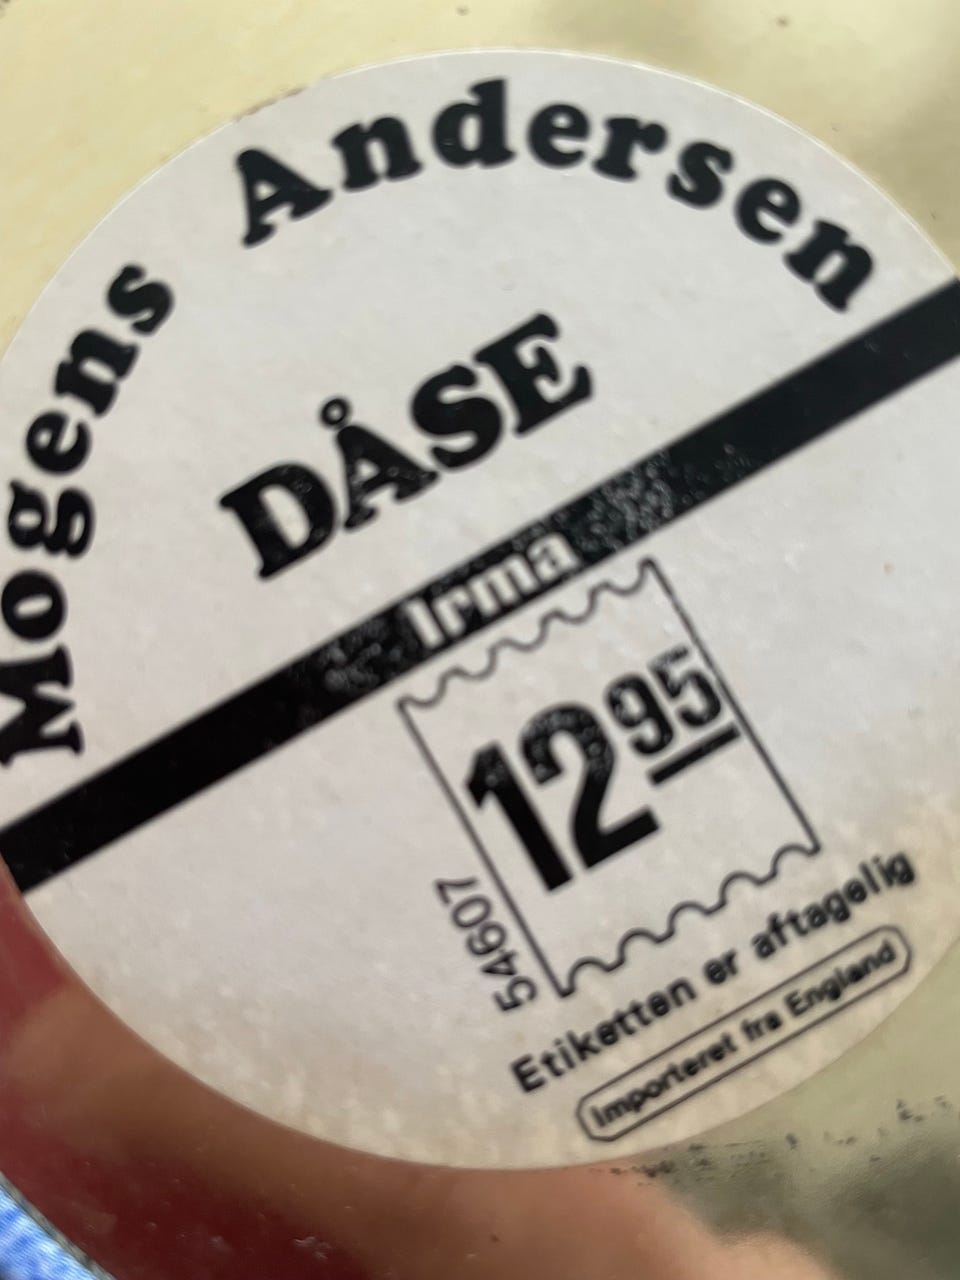 Mogens Andersen
DÅSE
Irma
12 95
54607
Etiketten er aftagelig
Importeret fra England